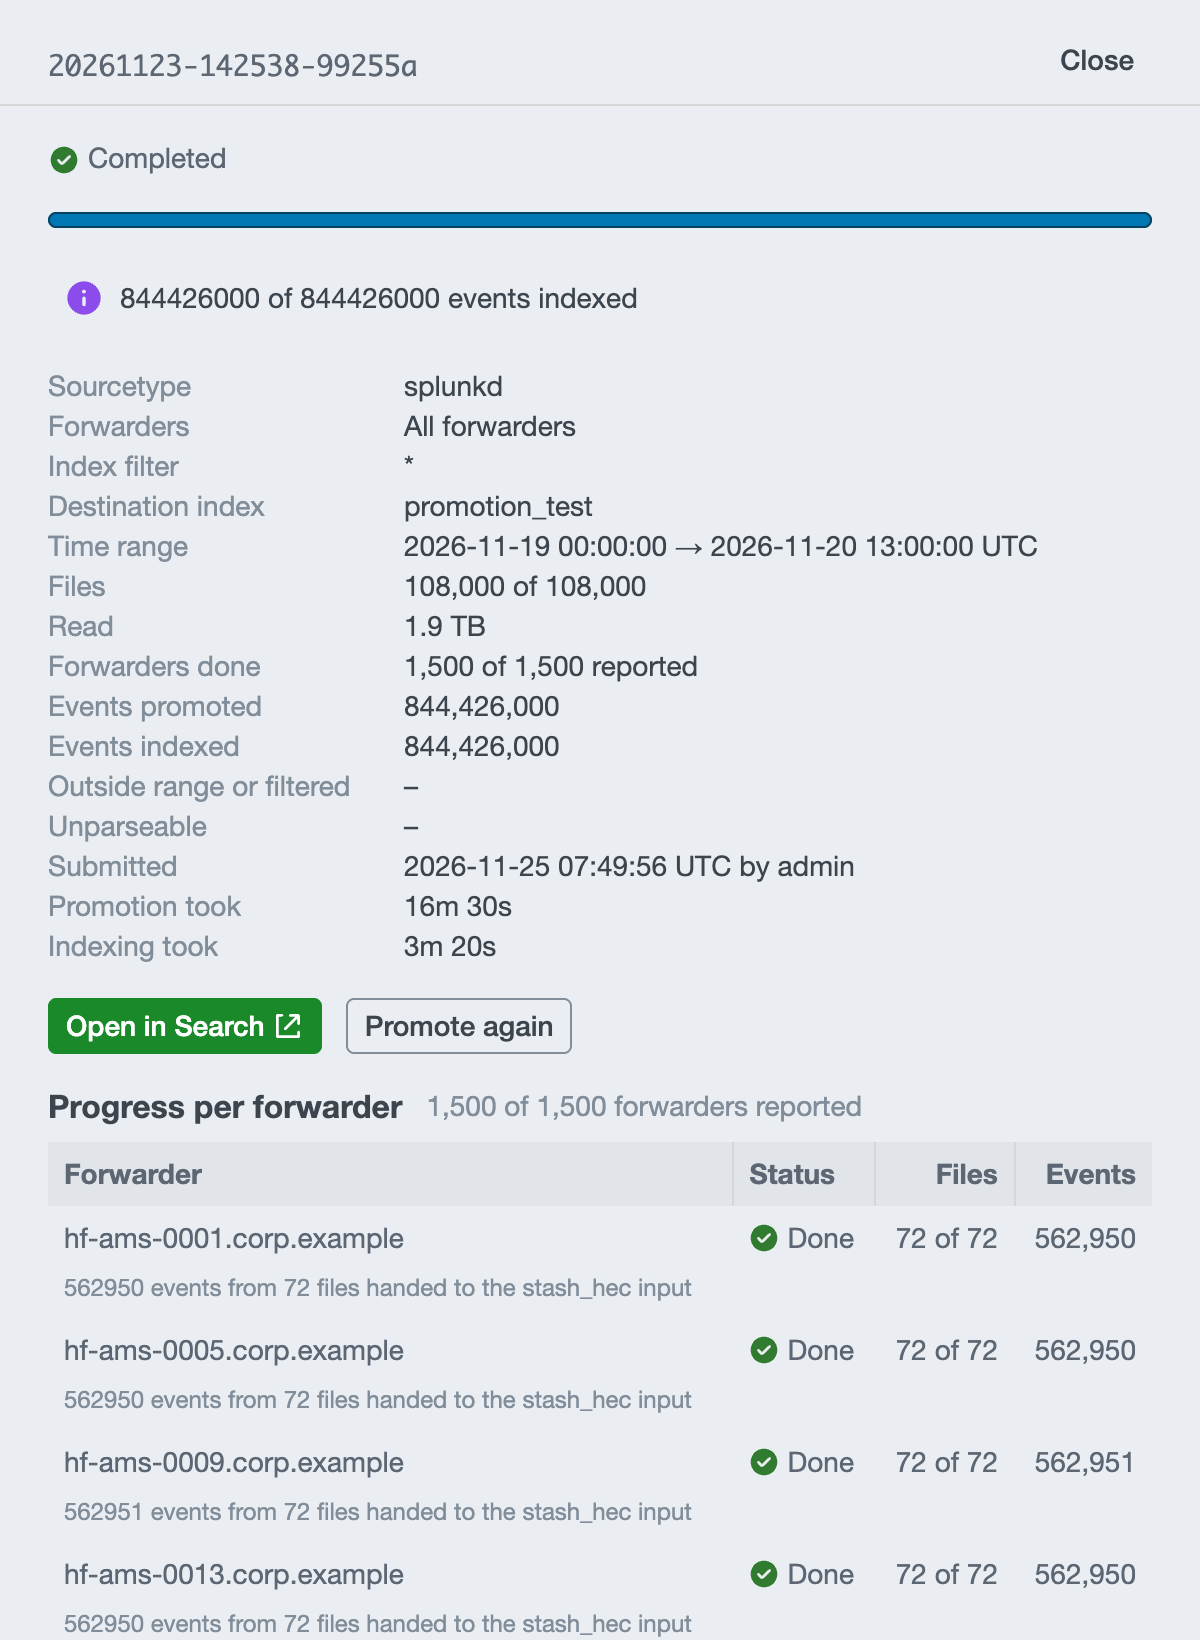 20261123-142538-99255a
Close
Completed
844426000 of 844426000 events indexed
Sourcetype splunkd
Forwarders All forwarders
Index filter *
Destination index promotion_test
Time range 2026-11-19 00:00:00 → 2026-11-20 13:00:00 UTC
Files 108,000 of 108,000
Read 1.9 TB
Forwarders done 1,500 of 1,500 reported
Events promoted 844,426,000
Events indexed 844,426,000
Outside range or filtered –
Unparseable –
Submitted 2026-11-25 07:49:56 UTC by admin
Promotion took 16m 30s
Indexing took 3m 20s
Open in Search Promote again
Progress per forwarder 1,500 of 1,500 forwarders reported
Forwarder Status Files Events
hf-ams-0001.corp.example Done 72 of 72 562,950
562950 events from 72 files handed to the stash_hec input
hf-ams-0005.corp.example Done 72 of 72 562,950
562950 events from 72 files handed to the stash_hec input
hf-ams-0009.corp.example Done 72 of 72 562,951
562951 events from 72 files handed to the stash_hec input
hf-ams-0013.corp.example Done 72 of 72 562,950
562950 events from 72 files handed to the stash_hec input